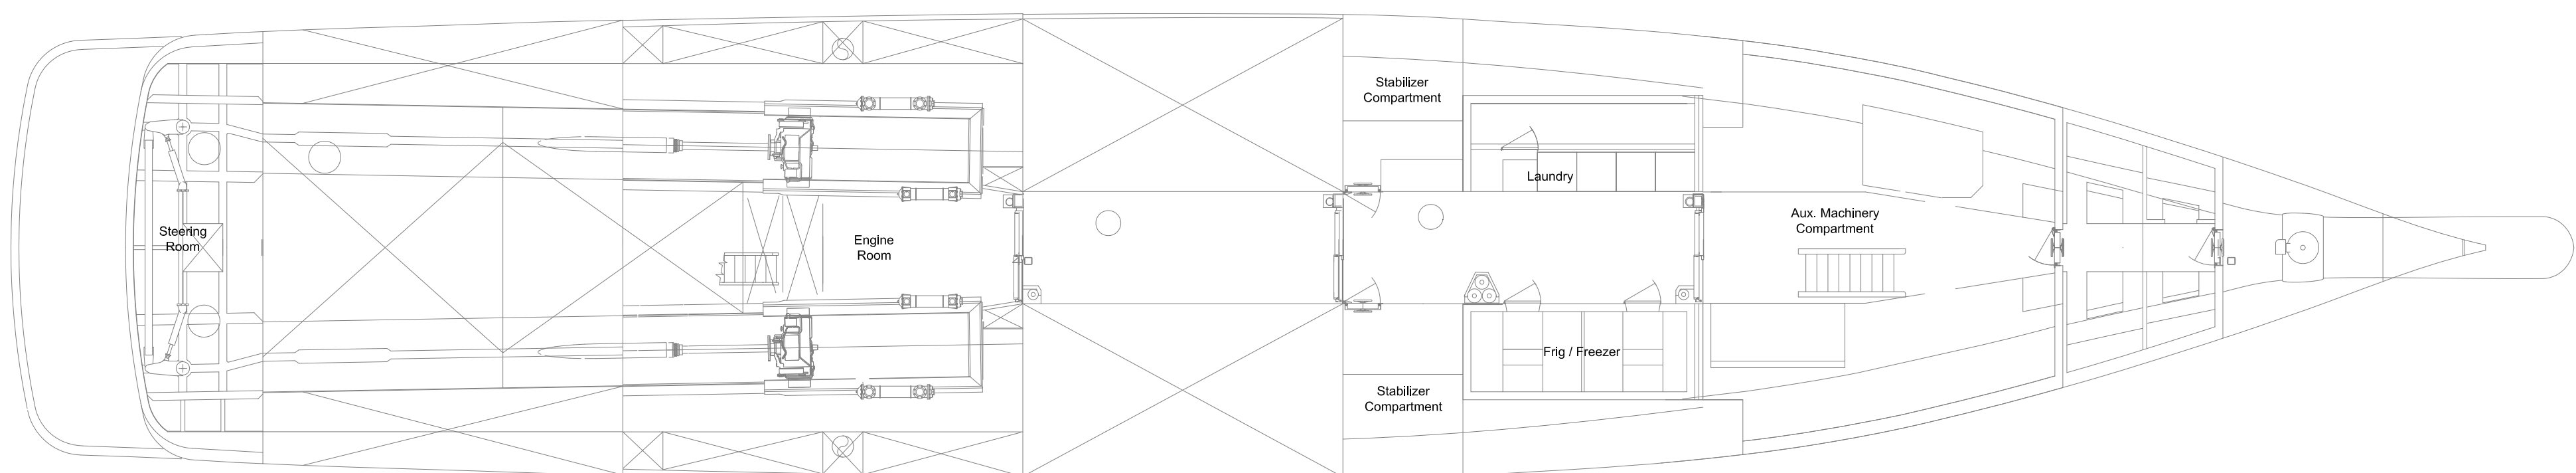 Steering
Room
Engine
Room
Stabilizer
Compartment
Laundry
Aux. Machinery
Compartment
Frig / Freezer
Stabilizer
Compartment